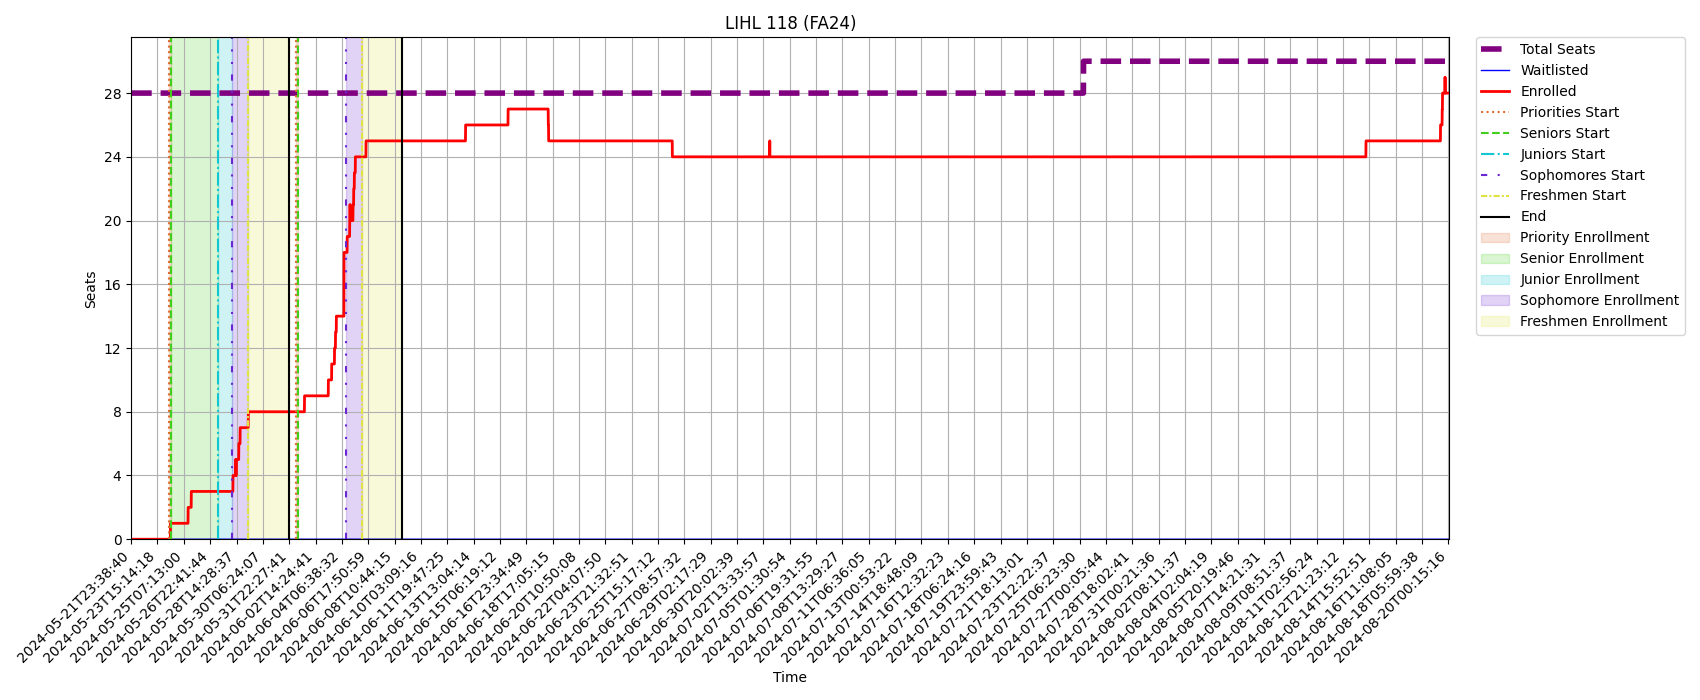 LIHL 118 (FA24)
Total Seats
Waitlisted
Enrolled
Priorities Start
Seniors Start
Juniors Start
Sophomores Start
Freshmen Start
End
Priority Enrollment
Senior Enrollment
Junior Enrollment
Sophomore Enrollment
Freshmen Enrollment
Seats
28
24
20
16
12
8
4
0
2024-05-21T23:38:40
2024-05-23T15:14:18
2024-05-25T07:13:00
2024-05-26T22:41:44
2024-05-28T14:28:37
2024-05-30T06:24:07
2024-05-31T22:27:41
2024-06-02T14:24:41
2024-06-04T06:38:32
2024-06-06T17:50:59
2024-06-08T10:44:15
2024-06-10T03:09:16
2024-06-11T19:47:25
2024-06-13T13:04:14
2024-06-15T06:19:12
2024-06-16T23:34:49
2024-06-18T17:05:15
2024-06-20T10:50:08
2024-06-22T04:07:50
2024-06-23T21:32:51
2024-06-25T15:17:12
2024-06-27T08:57:32
2024-06-29T02:17:29
2024-06-30T20:02:39
2024-07-02T13:33:57
2024-07-05T01:30:54
2024-07-06T19:31:55
2024-07-08T13:29:27
2024-07-11T06:36:05
2024-07-13T00:53:22
2024-07-14T18:48:09
2024-07-16T12:32:23
2024-07-18T06:24:16
2024-07-19T23:59:43
2024-07-21T18:13:01
2024-07-23T12:22:37
2024-07-25T06:23:30
2024-07-27T00:05:44
2024-07-28T18:02:41
2024-07-31T00:21:36
2024-08-02T08:11:37
2024-08-04T02:04:19
2024-08-05T20:19:46
2024-08-07T14:21:31
2024-08-09T08:51:37
2024-08-11T02:56:24
2024-08-12T21:23:12
2024-08-14T15:52:51
2024-08-16T11:08:05
2024-08-18T05:59:38
2024-08-20T00:15:16
Time